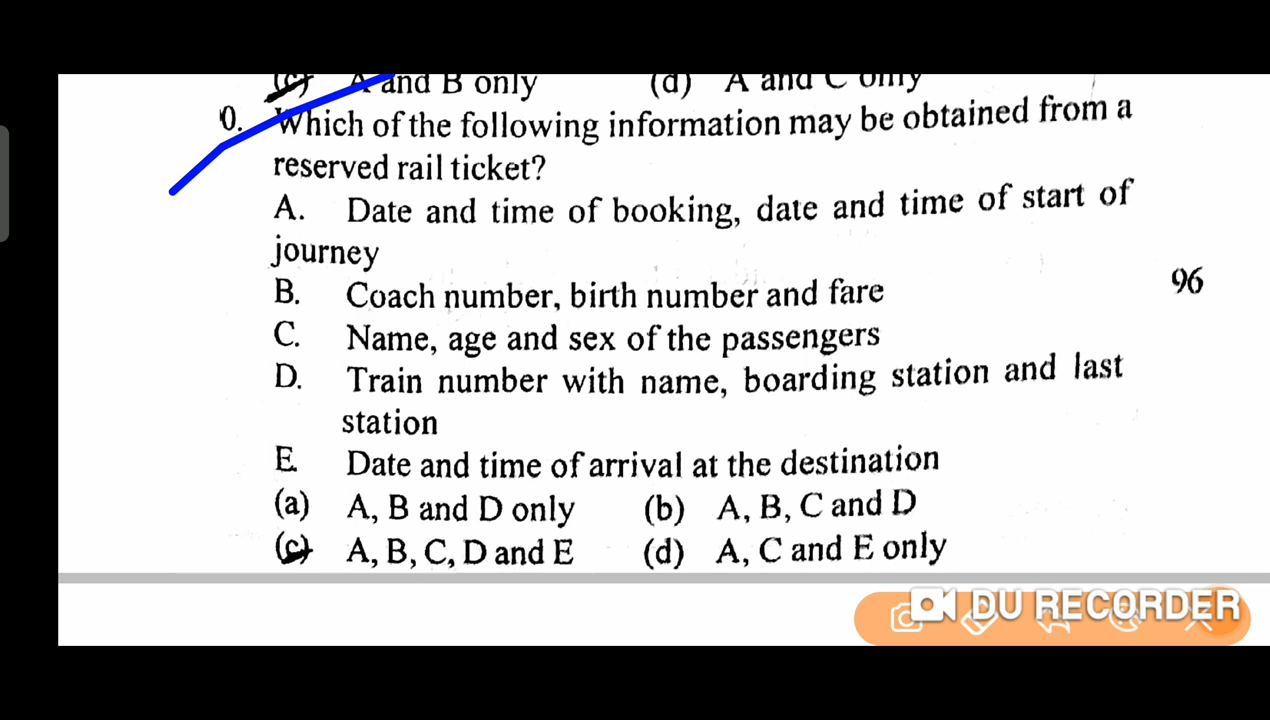 (c) A and B only (d) A and C only
0. Which of the following information may be obtained from a
reserved rail ticket?
A. Date and time of booking, date and time of start of
journey
B. Coach number, birth number and fare
96
C. Name, age and sex of the passengers
D. Train number with name, boarding station and last
station
E. Date and time of arrival at the destination
(a) A, B and D only (b) A, B, C and D
(c) A, B, C, D and E (d) A, C and E only
DU RECORDER